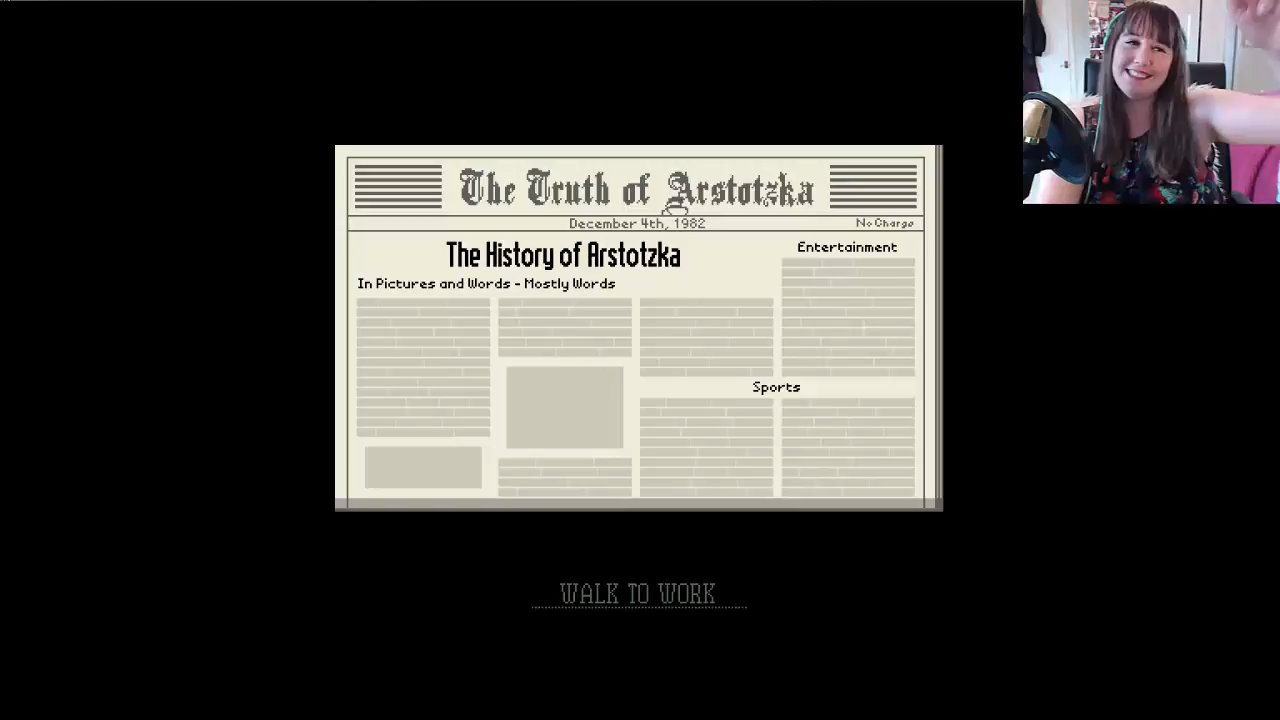 The Truth of Arstotzka
December 4th, 1982
No Charge
The History of Arstotzka
In Pictures and Words - Mostly Words
Entertainment
Sports
WALK TO WORK